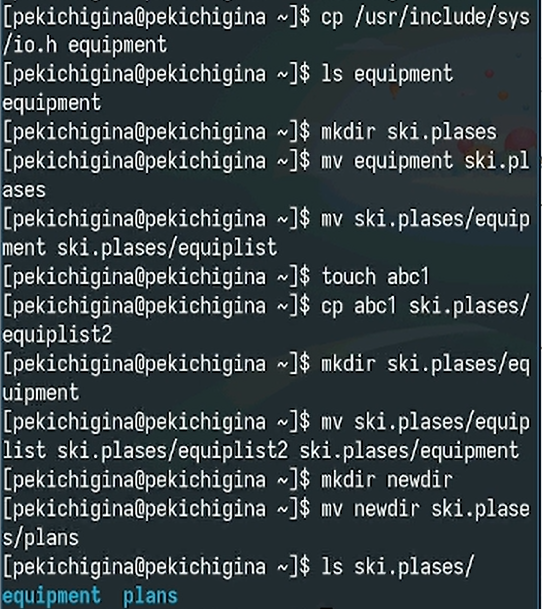 [pekichigina@pekichigina ~]$ cp /usr/include/sys
/io.h equipment
[pekichigina@pekichigina ~]$ ls equipment
equipment
[pekichigina@pekichigina ~]$ mkdir ski.plases
[pekichigina@pekichigina ~]$ mv equipment ski.pl
ases
[pekichigina@pekichigina ~]$ mv ski.plases/equip
ment ski.plases/equiplist
[pekichigina@pekichigina ~]$ touch abc1
[pekichigina@pekichigina ~]$ cp abc1 ski.plases/
equiplist2
[pekichigina@pekichigina ~]$ mkdir ski.plases/eq
uipment
[pekichigina@pekichigina ~]$ mv ski.plases/equip
list ski.plases/equiplist2 ski.plases/equipment
[pekichigina@pekichigina ~]$ mkdir newdir
[pekichigina@pekichigina ~]$ mv newdir ski.plase
s/plans
[pekichigina@pekichigina ~]$ ls ski.plases/
equipment  plans